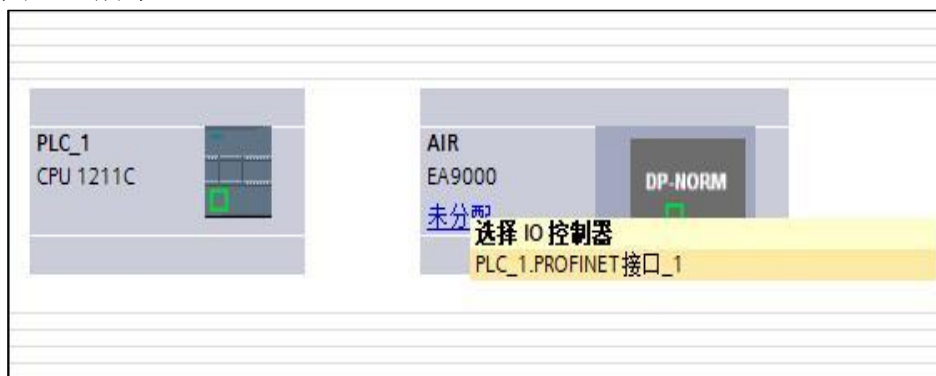 PLC_1
CPU 1211C
AIR
EA9000
未分配
DP-NORM
选择 IO 控制器
PLC_1.PROFINET接口_1